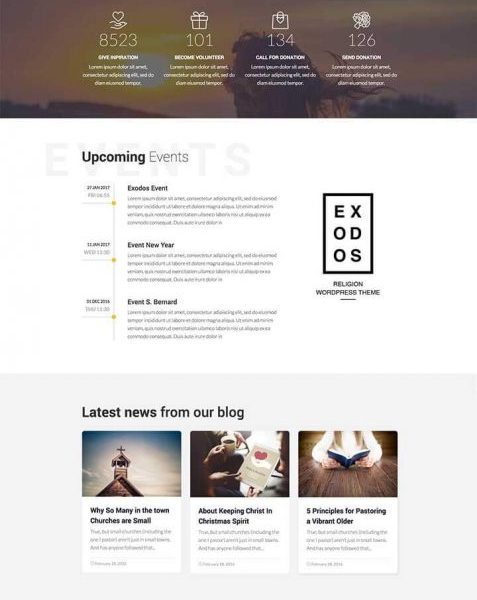 8523 101 134 126
GIVE INPIRATION BECOME VOLUNTEER CALL FOR DONATION SEND DONATION
Lorem ipsum dolor sit amet, Lorem ipsum dolor sit amet, Lorem ipsum dolor sit amet, Lorem ipsum dolor sit amet,
consectetur adipiscing elit, sed do consectetur adipiscing elit, sed do consectetur adipiscing elit, sed do consectetur adipiscing elit, sed do
diam eiusmod tempor. diam eiusmod tempor. diam eiusmod tempor. diam eiusmod tempor.
EVENTS
Upcoming Events
27 JAN 2017
FRI 06:55
Exodos Event
Lorem ipsum dolor sit amet, consectetur adipiscing elit, sed do eiusmod tempor
incididunt ut labore et dolore magna aliqua. Ut enim ad minim
veniam, quis nostrud exercitation ullamco laboris nisi ut aliquip ex ea commodo
consequat. Duis aute irure dolor in
WED 11:00
Event New Year
Lorem ipsum dolor sit amet, consectetur adipiscing elit, sed do eiusmod tempor
incididunt ut labore et dolore magna aliqua. Ut enim ad minim veniam, quis
nostrud exercitation ullamco laboris nisi ut aliquip ex ea commodo
consequat. Duis aute irure dolor in
01 DEC 2016
THU 11:00
Event S. Bernard
Lorem ipsum dolor sit amet, consectetur adipiscing elit, sed do eiusmod tempor
incididunt ut labore et dolore magna aliqua. Ut enim ad minim veniam, quis
nostrud exercitation ullamco laboris nisi ut aliquip ex ea
commodo consequat. Duis aute irure dolor in
EX
OD
OS
RELIGION
WORDPRESS THEME
Latest news from our blog
Why So Many in the town
Churches are Small
True, But small churches (including the
one I pastor) aren't just in small towns.
And has anyone followed that...
February 18, 2016
About Keeping Christ In
Christmas Spirit
True, But small churches (including the
one I pastor) aren't just in small towns.
And has anyone followed that...
February 18, 2016
5 Principles for Pastoring
a Vibrant Older
True, But small churches (including the
one I pastor) aren't just in small towns.
And has anyone followed that...
February 18, 2016